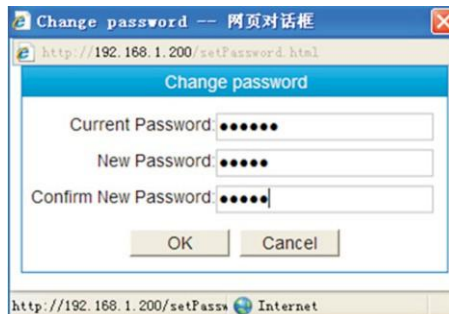 Change password -- 网页对话框
http://192.168.1.200/setPassword.html
Change password
Current Password: ••••••
New Password: •••••
Confirm New Password: •••••
OK Cancel
http://192.168.1.200/setPassw Internet